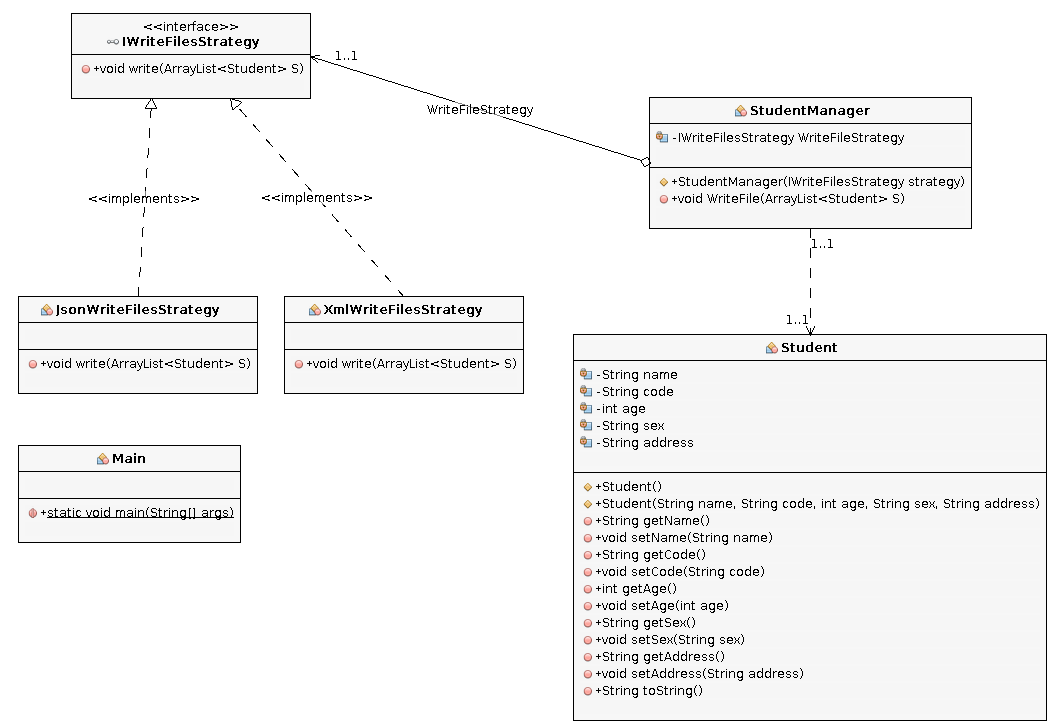 <<interface>>
IWriteFilesStrategy
+void write(ArrayList<Student> S)
1..1
WriteFileStrategy
StudentManager
-IWriteFilesStrategy WriteFileStrategy
+StudentManager(IWriteFilesStrategy strategy)
+void WriteFile(ArrayList<Student> S)
<<implements>>
<<implements>>
1..1
1..1
JsonWriteFilesStrategy
+void write(ArrayList<Student> S)
XmlWriteFilesStrategy
+void write(ArrayList<Student> S)
Student
-String name
-String code
-int age
-String sex
-String address
+Student()
+Student(String name, String code, int age, String sex, String address)
+String getName()
+void setName(String name)
+String getCode()
+void setCode(String code)
+int getAge()
+void setAge(int age)
+String getSex()
+void setSex(String sex)
+String getAddress()
+void setAddress(String address)
+String toString()
Main
+static void main(String[] args)